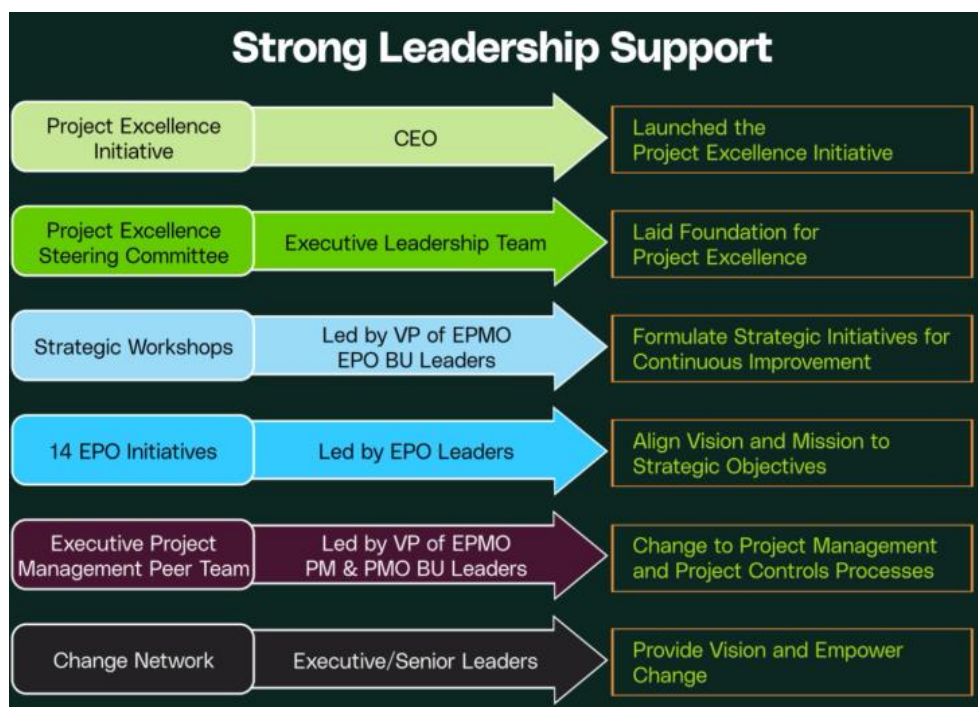 Strong Leadership Support
Project Excellence
Initiative
CEO
Launched the
Project Excellence Initiative
Project Excellence
Steering Committee
Executive Leadership Team
Laid Foundation for
Project Excellence
Strategic Workshops
Led by VP of EPMO
EPO BU Leaders
Formulate Strategic Initiatives for
Continuous Improvement
14 EPO Initiatives
Led by EPO Leaders
Align Vision and Mission to
Strategic Objectives
Executive Project
Management Peer Team
Led by VP of EPMO
PM & PMO BU Leaders
Change to Project Management
and Project Controls Processes
Change Network
Executive/Senior Leaders
Provide Vision and Empower
Change